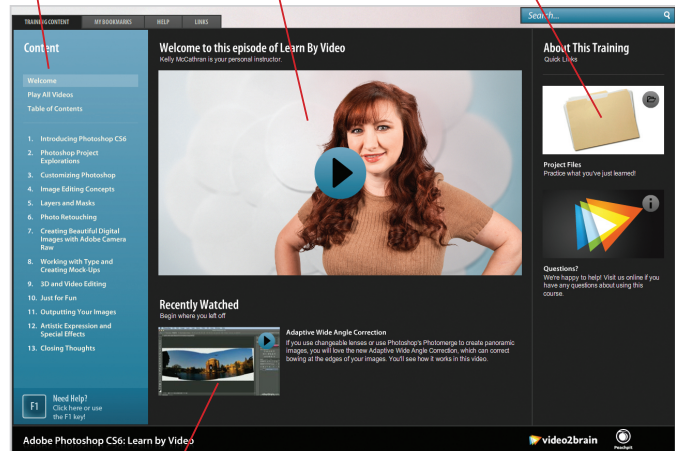 TRAINING CONTENT
MY BOOKMARKS
HELP
LINKS
Search...
Content
Welcome
Play All Videos
Table of Contents
1. Introducing Photoshop CS6
2. Photoshop Project
Explorations
3. Customizing Photoshop
4. Image Editing Concepts
5. Layers and Masks
6. Photo Retouching
7. Creating Beautiful Digital
Images with Adobe Camera
Raw
8. Working with Type and
Creating Mock-Ups
9. 3D and Video Editing
10. Just for Fun
11. Outputting Your Images
12. Artistic Expression and
Special Effects
13. Closing Thoughts
F1
Need Help?
Click here or use
the F1 key!
Welcome to this episode of Learn By Video
Kelly McCathran is your personal instructor.
Recently Watched
Begin where you left off
Adaptive Wide Angle Correction
If you use changeable lenses or use Photoshop's Photomerge to create panoramic
images, you will love the new Adaptive Wide Angle Correction, which can correct
bowing at the edges of your images. You'll see how it works in this video.
About This Training
Quick Links
Project Files
Practice what you've just learned!
Questions?
We're happy to help! Visit us online if you
have any questions about using this
course.
Adobe Photoshop CS6: Learn by Video
video2brain
Peachpit